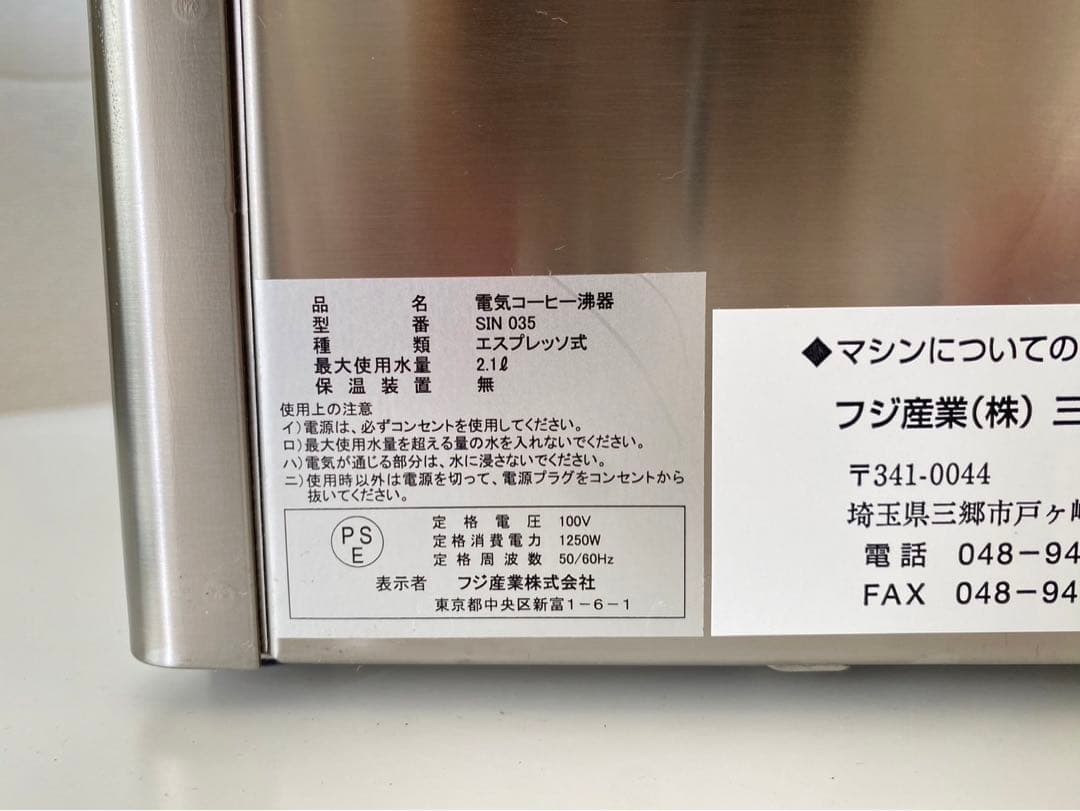 品名 電気コーヒー沸器
型番 SIN 035
種類 エスプレッソ式
最大使用水量 2.1ℓ
保温装置 無
使用上の注意
イ)電源は、必ずコンセントを使用してください。
ロ)最大使用水量を超える量の水を入れないでください。
ハ)電気が通じる部分は、水に浸さないでください。
ニ)使用時以外は電源を切って、電源プラグをコンセントから
抜いてください。
PS
E
定格電圧 100V
定格消費電力 1250W
定格周波数 50/60Hz
表示者 フジ産業株式会社
東京都中央区新富1-6-1
◆マシンについての
フジ産業(株) 三
〒341-0044
埼玉県三郷市戸ヶ崎
電話 048-94
FAX 048-94